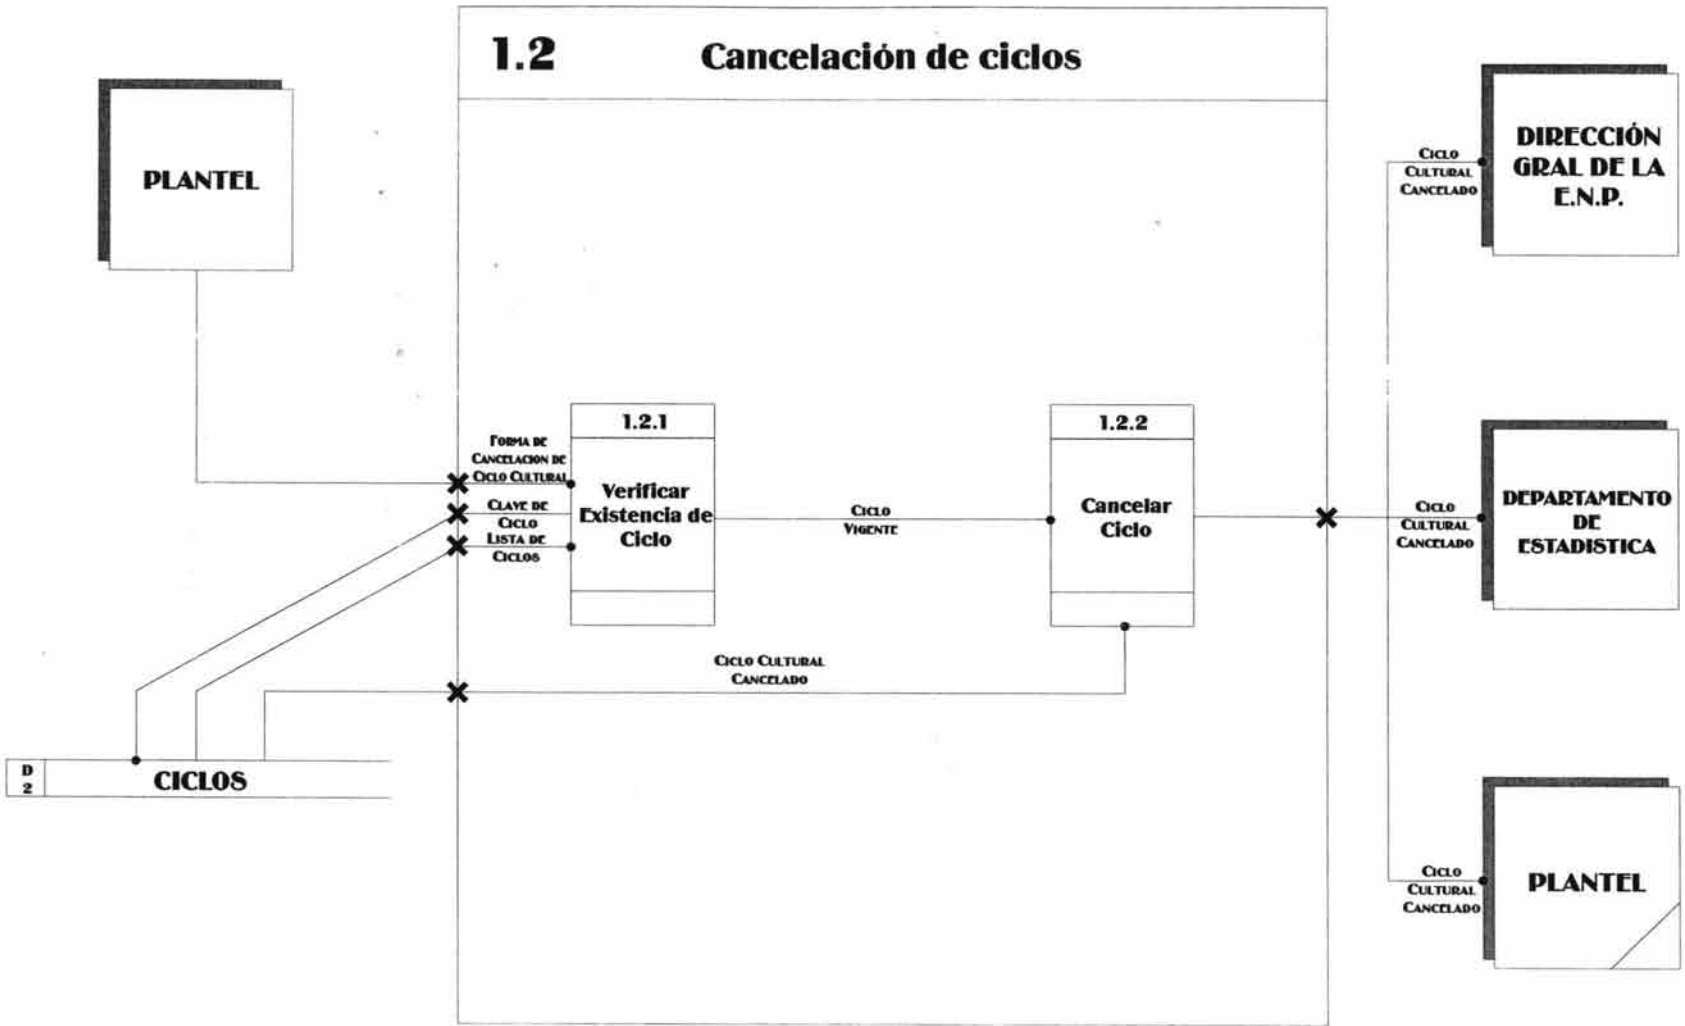 1.2 Cancelación de ciclos
PLANTEL
DIRECCIÓN
GRAL DE LA
E.N.P.
CICLO
CULTURAL
CANCELADO
1.2.1
Verificar
Existencia de
Ciclo
FORMA DE
CANCELACION DE
CICLO CULTURAL
CLAVE DE
CICLO
LISTA DE
CICLOS
CICLO
VIGENTE
1.2.2
Cancelar
Ciclo
CICLO
CULTURAL
CANCELADO
DEPARTAMENTO
DE
ESTADISTICA
CICLO CULTURAL
CANCELADO
D
2
CICLOS
CICLO
CULTURAL
CANCELADO
PLANTEL